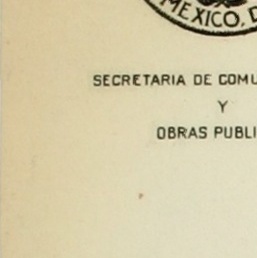 MEXICO, D
SECRETARIA DE COMU
Y
OBRAS PUBLI